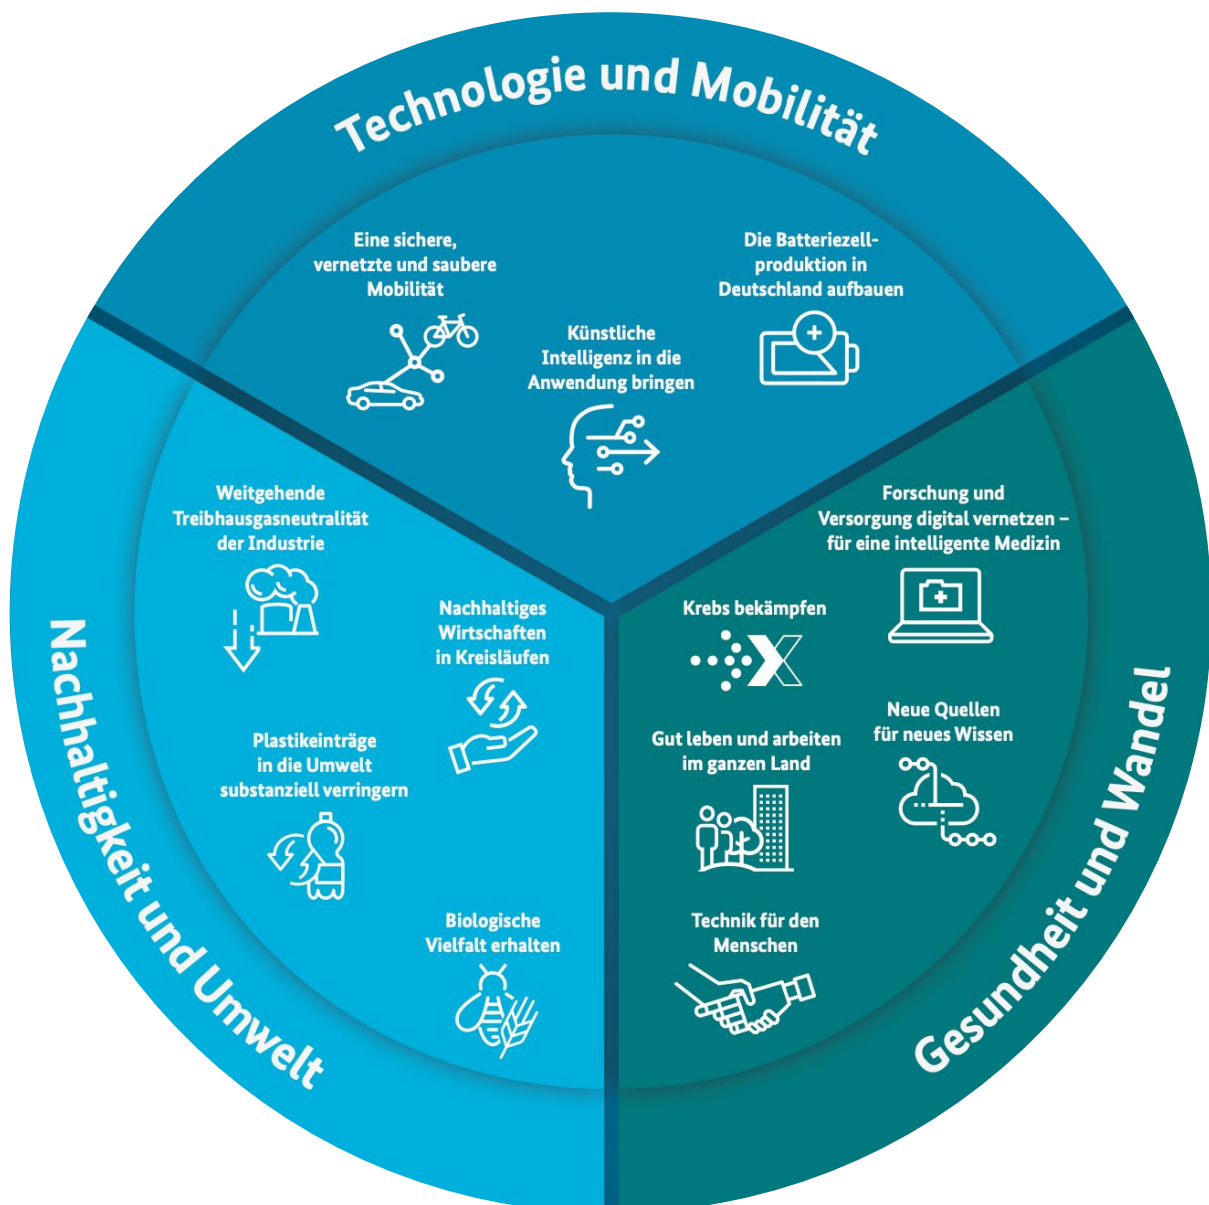 Technologie und Mobilität
Eine sichere,
vernetzte und saubere
Mobilität
Künstliche
Intelligenz in die
Anwendung bringen
Die Batteriezell-
produktion in
Deutschland aufbauen
Nachhaltigkeit und Umwelt
Weitgehende
Treibhausgasneutralität
der Industrie
Nachhaltiges
Wirtschaften
in Kreisläufen
Plastikeinträge
in die Umwelt
substanziell verringern
Biologische
Vielfalt erhalten
Gesundheit und Wandel
Forschung und
Versorgung digital vernetzen –
für eine intelligente Medizin
Krebs bekämpfen
Neue Quellen
für neues Wissen
Gut leben und arbeiten
im ganzen Land
Technik für den
Menschen